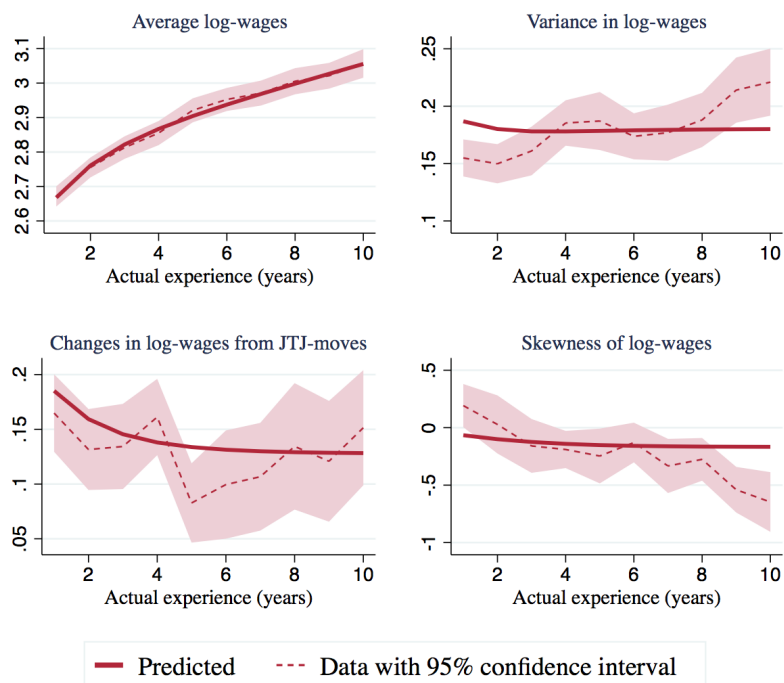 Average log-wages
3.1
3
2.9
2.8
2.7
2.6
2 4 6 8 10
Actual experience (years)
Variance in log-wages
.25
.2
.15
.1
2 4 6 8 10
Actual experience (years)
Changes in log-wages from JTJ-moves
.2
.15
.1
.05
2 4 6 8 10
Actual experience (years)
Skewness of log-wages
.5
0
-.5
-1
2 4 6 8 10
Actual experience (years)
Predicted Data with 95% confidence interval